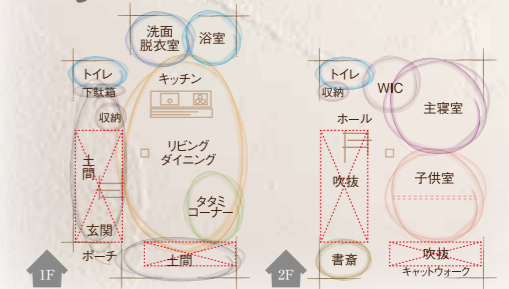 洗面
脱衣室
浴室
トイレ
下駄箱
収納
キッチン
リビング
ダイニング
土
間
タタミ
コーナー
玄関
ポーチ
土間
1F
トイレ
収納
WIC
主寝室
ホール
吹抜
子供室
書斎
吹抜
キャットウォーク
2F